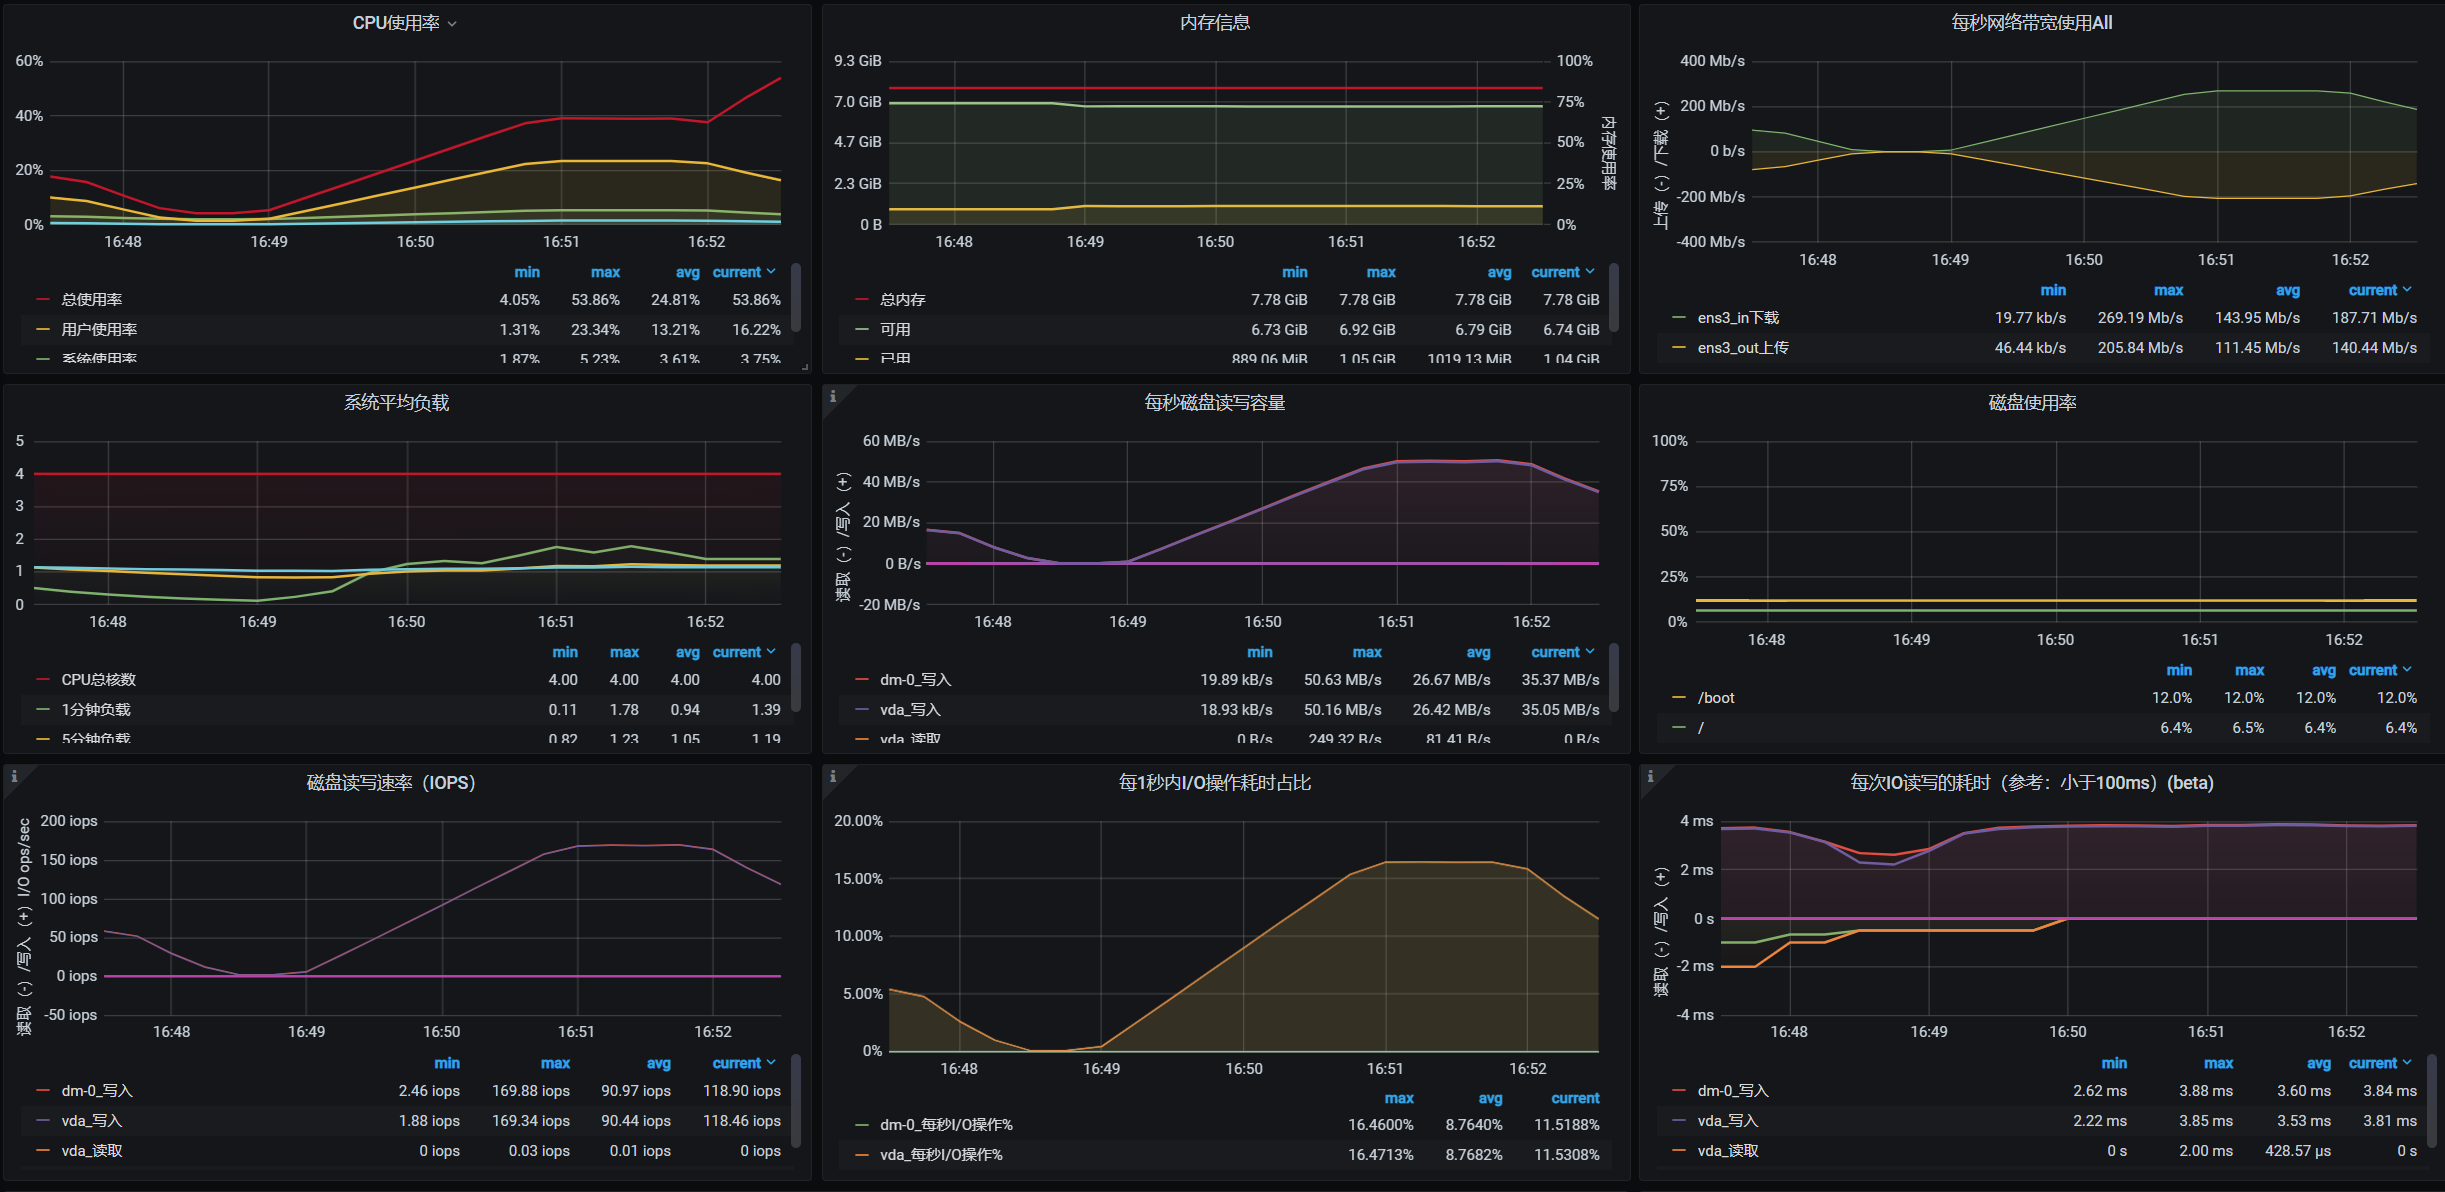 CPU使用率
60%
40%
20%
0%
16:48 16:49 16:50 16:51 16:52
min max avg current
总使用率 4.05% 53.86% 24.81% 53.86%
用户使用率 1.31% 23.34% 13.21% 16.22%
系统使用率 1.87% 5.23% 3.61% 3.75%
内存信息
9.3 GiB 100%
7.0 GiB 75%
4.7 GiB 50%
2.3 GiB 25%
0 B 0%
内存使用率
16:48 16:49 16:50 16:51 16:52
min max avg current
总内存 7.78 GiB 7.78 GiB 7.78 GiB 7.78 GiB
可用 6.73 GiB 6.92 GiB 6.79 GiB 6.74 GiB
已用 889.06 MiB 1.05 GiB 1019.13 MiB 1.04 GiB
每秒网络带宽使用All
上传（-）/下载（+）
400 Mb/s
200 Mb/s
0 b/s
-200 Mb/s
-400 Mb/s
16:48 16:49 16:50 16:51 16:52
min max avg current
ens3_in下载 19.77 kb/s 269.19 Mb/s 143.95 Mb/s 187.71 Mb/s
ens3_out上传 46.44 kb/s 205.84 Mb/s 111.45 Mb/s 140.44 Mb/s
系统平均负载
5
4
3
2
1
0
16:48 16:49 16:50 16:51 16:52
min max avg current
CPU总核数 4.00 4.00 4.00 4.00
1分钟负载 0.11 1.78 0.94 1.39
5分钟负载 0.82 1.23 1.05 1.19
每秒磁盘读写容量
读取（-）/写入（+）
60 MB/s
40 MB/s
20 MB/s
0 B/s
-20 MB/s
16:48 16:49 16:50 16:51 16:52
min max avg current
dm-0_写入 19.89 kB/s 50.63 MB/s 26.67 MB/s 35.37 MB/s
vda_写入 18.93 kB/s 50.16 MB/s 26.42 MB/s 35.05 MB/s
vda_读取 0 B/s 249.32 B/s 81.41 B/s 0 B/s
磁盘使用率
100%
75%
50%
25%
0%
16:48 16:49 16:50 16:51 16:52
min max avg current
/boot 12.0% 12.0% 12.0% 12.0%
/ 6.4% 6.5% 6.4% 6.4%
磁盘读写速率（IOPS）
读取（-）/写入（+）I/O ops/sec
200 iops
150 iops
100 iops
50 iops
0 iops
-50 iops
16:48 16:49 16:50 16:51 16:52
min max avg current
dm-0_写入 2.46 iops 169.88 iops 90.97 iops 118.90 iops
vda_写入 1.88 iops 169.34 iops 90.44 iops 118.46 iops
vda_读取 0 iops 0.03 iops 0.01 iops 0 iops
每1秒内I/O操作耗时占比
20.00%
15.00%
10.00%
5.00%
0%
16:48 16:49 16:50 16:51 16:52
max avg current
dm-0_每秒I/O操作% 16.4600% 8.7640% 11.5188%
vda_每秒I/O操作% 16.4713% 8.7682% 11.5308%
每次IO读写的耗时（参考：小于100ms）(beta)
读取（-）/写入（+）
4 ms
2 ms
0 s
-2 ms
-4 ms
16:48 16:49 16:50 16:51 16:52
min max avg current
dm-0_写入 2.62 ms 3.88 ms 3.60 ms 3.84 ms
vda_写入 2.22 ms 3.85 ms 3.53 ms 3.81 ms
vda_读取 0 s 2.00 ms 428.57 µs 0 s